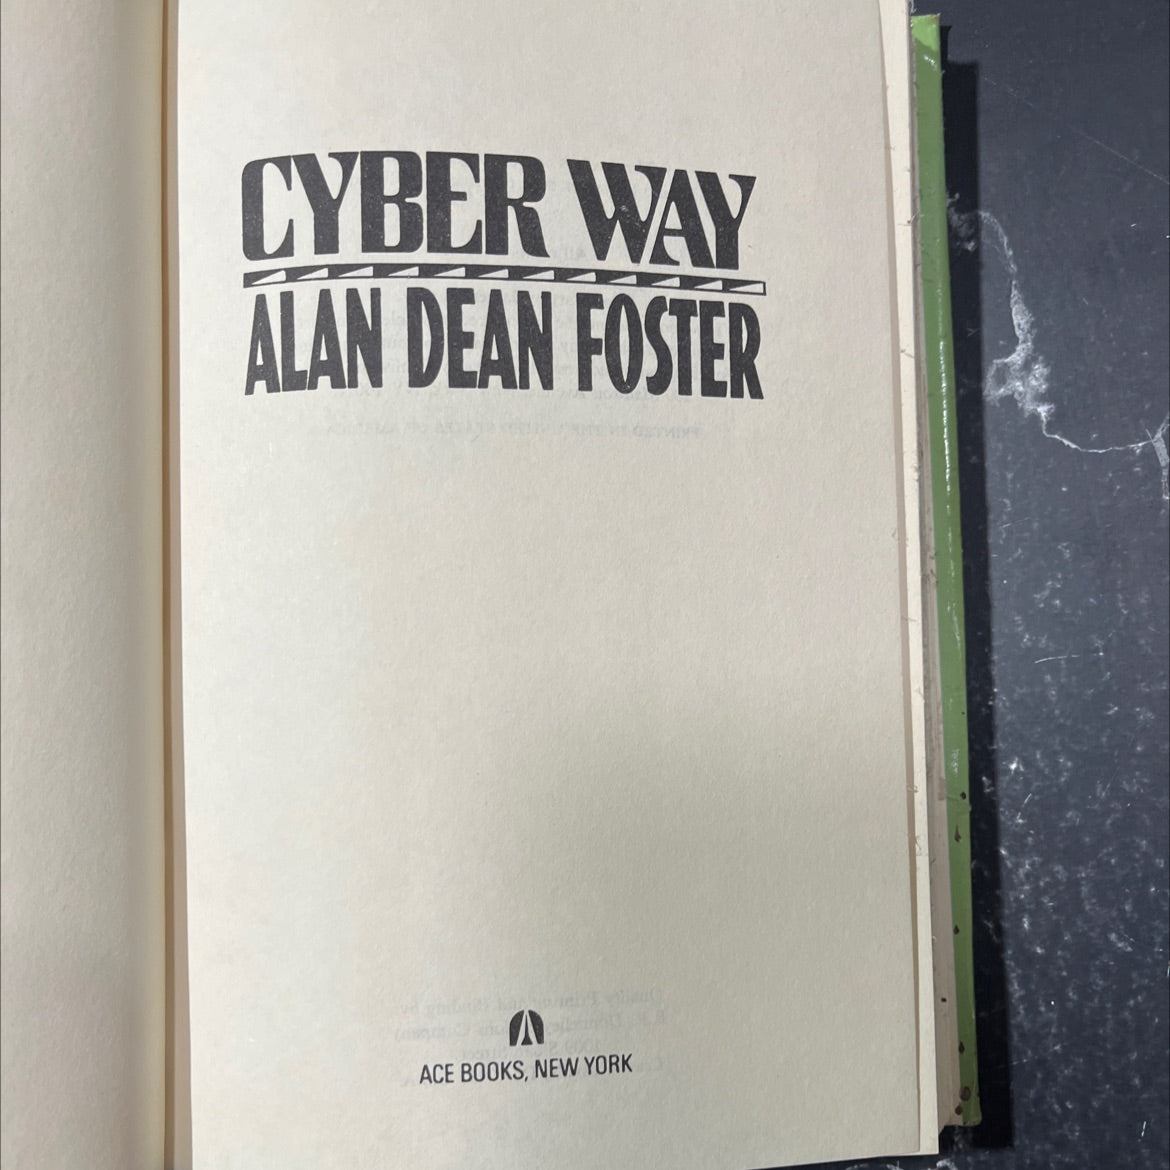 CYBER WAY
ALAN DEAN FOSTER
ACE BOOKS, NEW YORK